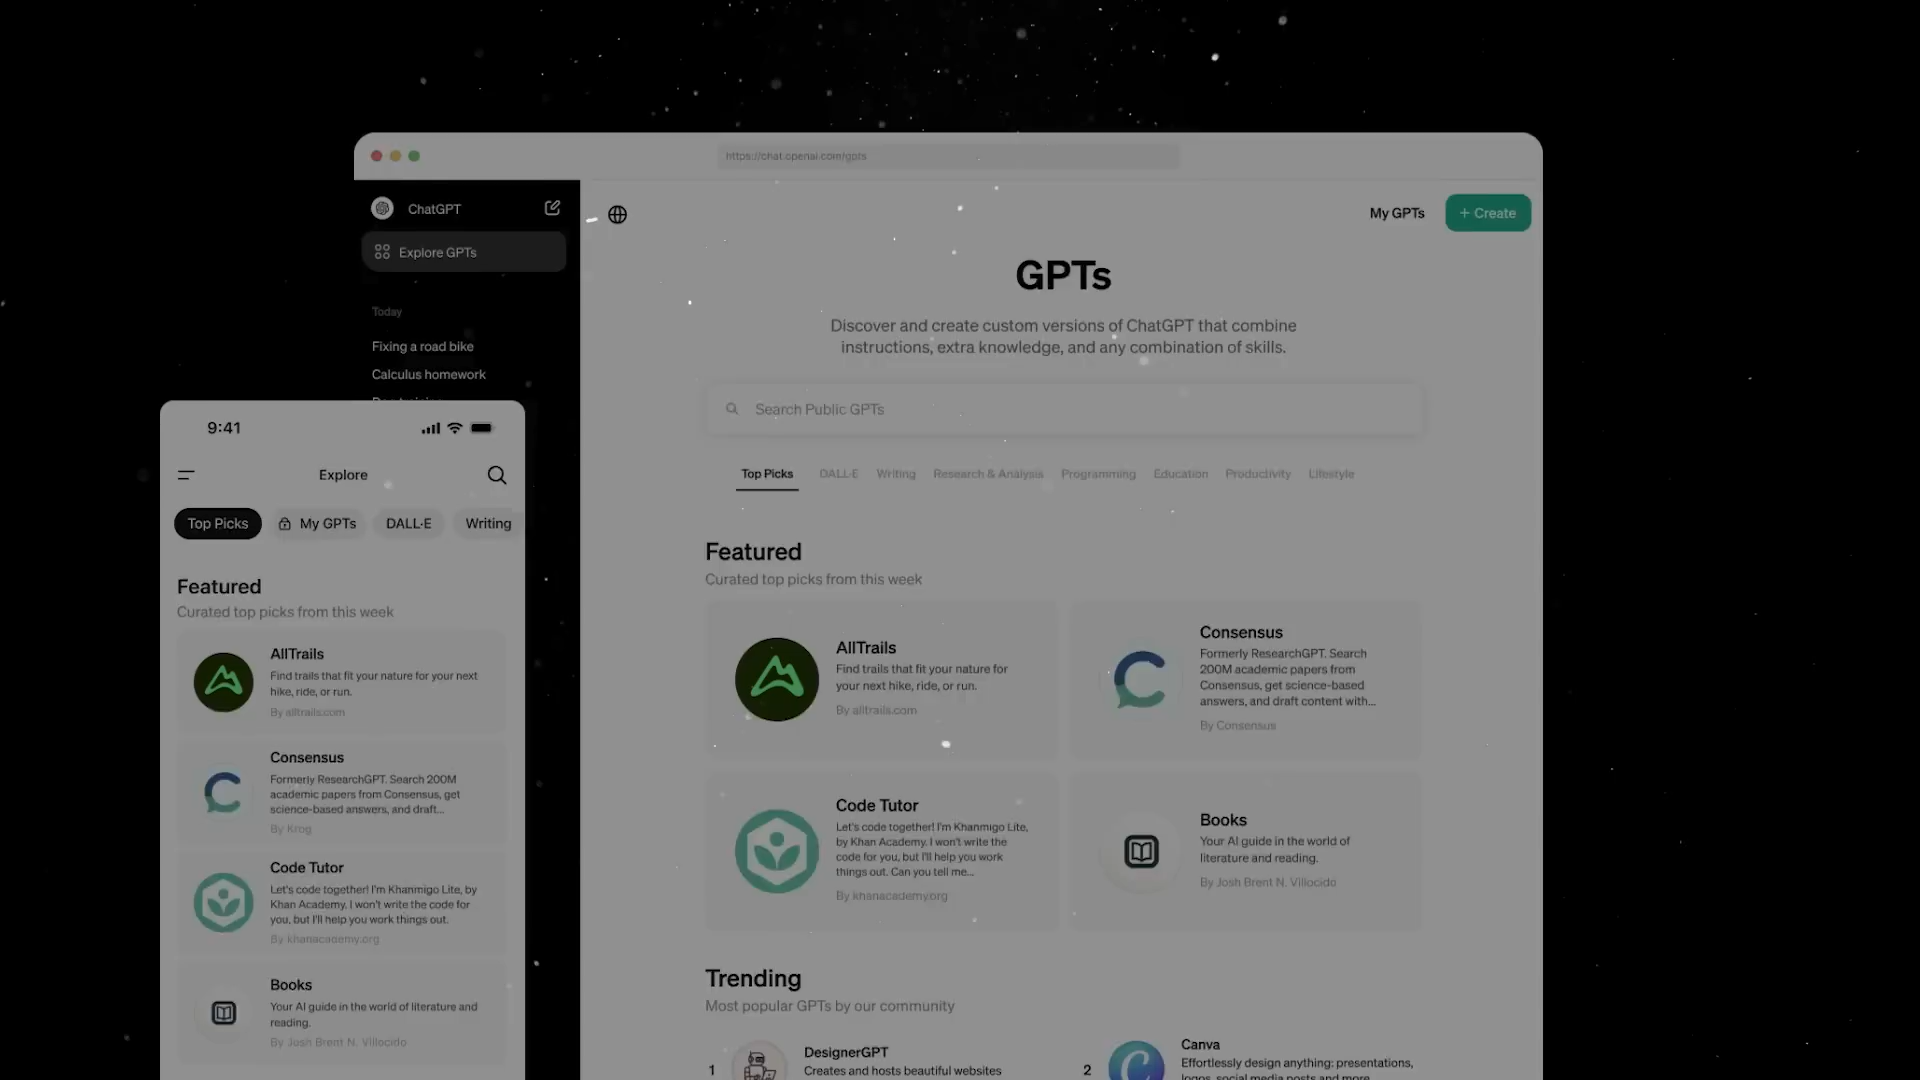 https://chat.openai.com/gpts
ChatGPT
Explore GPTs
Today
Fixing a road bike
Calculus homework
My GPTs
+ Create
GPTs
Discover and create custom versions of ChatGPT that combine
instructions, extra knowledge, and any combination of skills.
Search Public GPTs
Top Picks DALL·E Writing Research & Analysis Programming Education Productivity Lifestyle
Featured
Curated top picks from this week
AllTrails
Find trails that fit your nature for
your next hike, ride, or run.
By alltrails.com
Consensus
Formerly ResearchGPT. Search
200M academic papers from
Consensus, get science-based
answers, and draft content with...
By Consensus
Code Tutor
Let's code together! I'm Khanmigo Lite,
by Khan Academy. I won't write the
code for you, but I'll help you work
things out. Can you tell me...
By khanacademy.org
Books
Your AI guide in the world of
literature and reading.
By Josh Brent N. Villocido
Trending
Most popular GPTs by our community
1
DesignerGPT
Creates and hosts beautiful websites
2
Canva
Effortlessly design anything: presentations,
logos, social media posts and more.
9:41
Explore
Top Picks My GPTs DALL·E Writing
Featured
Curated top picks from this week
AllTrails
Find trails that fit your nature for your next
hike, ride, or run.
By alltrails.com
Consensus
Formerly ResearchGPT. Search 200M
academic papers from Consensus, get
science-based answers, and draft...
By Krog
Code Tutor
Let's code together! I'm Khanmigo Lite, by
Khan Academy. I won't write the code for
you, but I'll help you work things out.
By khanacademy.org
Books
Your AI guide in the world of literature and
reading.
By Josh Brent N. Villocido